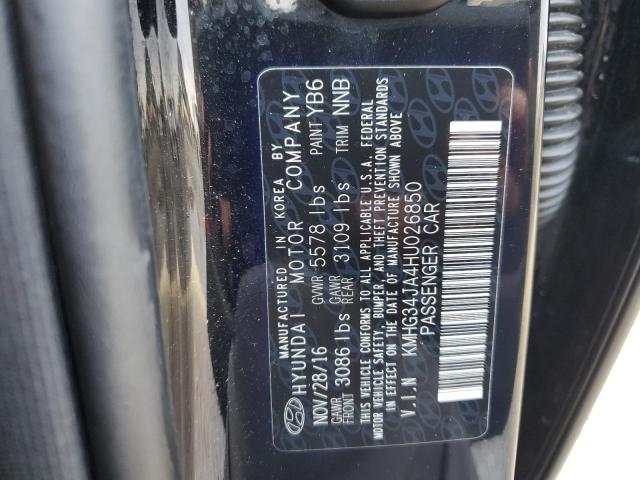 MANUFACTURED IN KOREA BY
HYUNDAI MOTOR COMPANY
NOV/28/16 GVWR 5578 lbs PAINT YB6
GAWR FRONT 3086 lbs GAWR REAR 3109 lbs TRIM NNB
THIS VEHICLE CONFORMS TO ALL APPLICABLE U.S.A. FEDERAL
MOTOR VEHICLE SAFETY, BUMPER, AND THEFT PREVENTION STANDARDS
IN EFFECT ON THE DATE OF MANUFACTURE SHOWN ABOVE
V.I.N KMHG34JA4HU026850
PASSENGER CAR